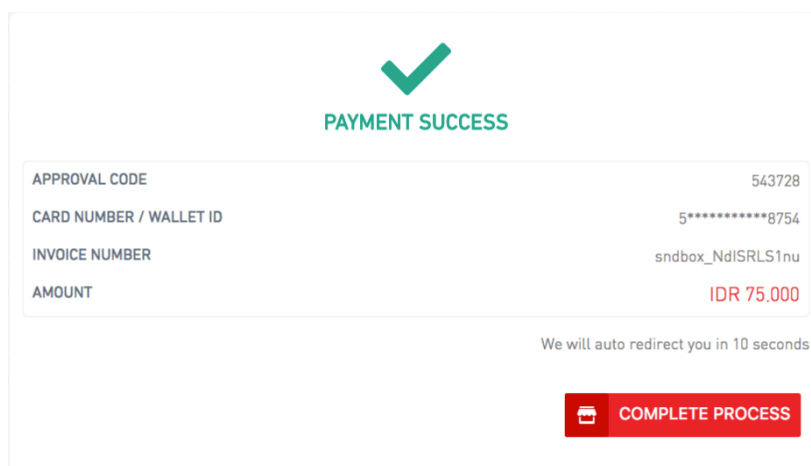 PAYMENT SUCCESS
APPROVAL CODE 543728
CARD NUMBER / WALLET ID 5***********8754
INVOICE NUMBER sndbox_NdISRLS1nu
AMOUNT IDR 75.000
We will auto redirect you in 10 seconds
COMPLETE PROCESS